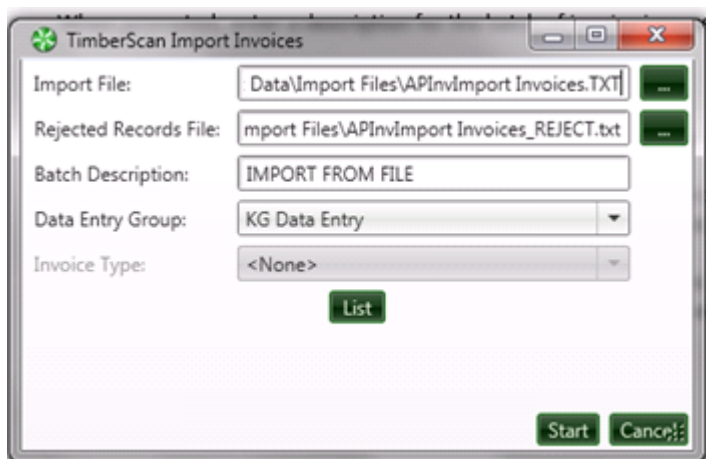 TimberScan Import Invoices
Import File: Data\Import Files\APInvImport Invoices.TXT ...
Rejected Records File: mport Files\APInvImport Invoices_REJECT.txt ...
Batch Description: IMPORT FROM FILE
Data Entry Group: KG Data Entry
Invoice Type: <None>
List
Start Cancel